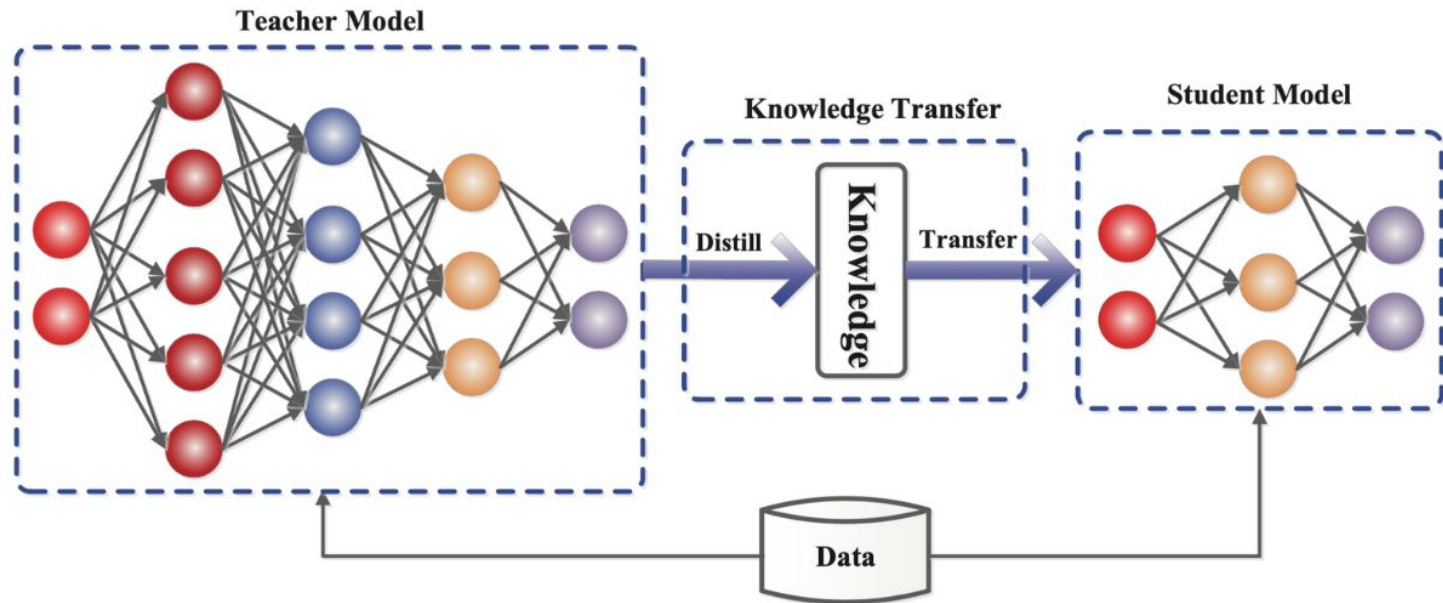 Teacher Model
Knowledge Transfer
Student Model
Distill
Knowledge
Transfer
Data